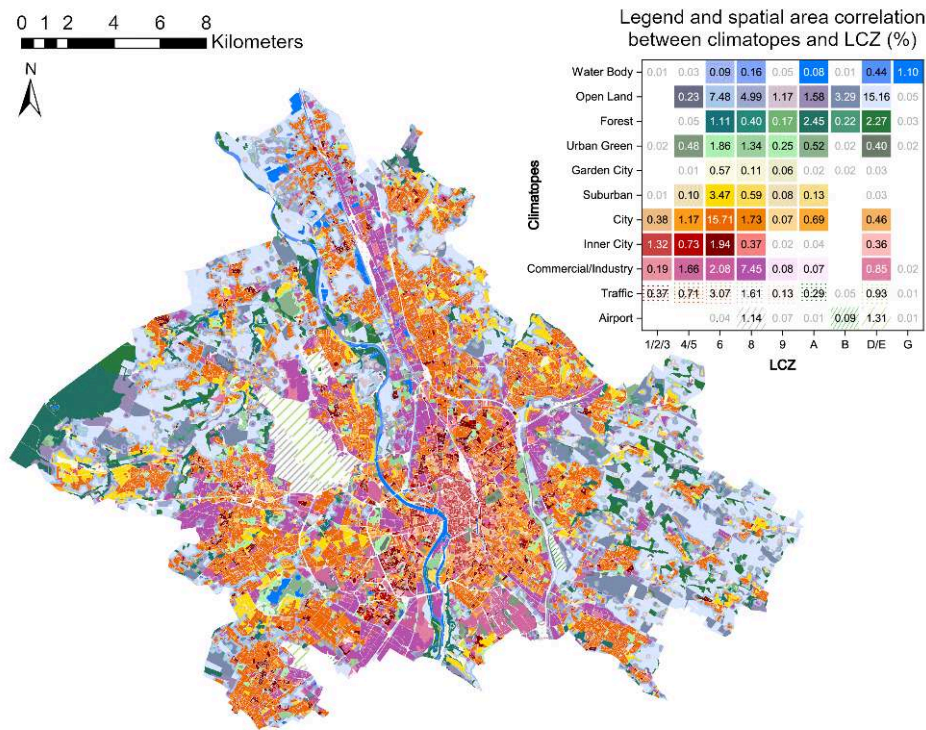 0 1 2 4 6 8
Kilometers
N
Legend and spatial area correlation
between climatopes and LCZ (%)
Climatopes
Water Body 0.01 0.03 0.09 0.16 0.05 0.08 0.01 0.44 1.10
Open Land 0.23 7.48 4.99 1.17 1.58 3.29 15.16 0.05
Forest 0.05 1.11 0.40 0.17 2.45 0.22 2.27 0.03
Urban Green 0.02 0.48 1.86 1.34 0.25 0.52 0.02 0.40 0.02
Garden City 0.01 0.57 0.11 0.06 0.02 0.02 0.03
Suburban 0.01 0.10 3.47 0.59 0.08 0.13 0.03
City 0.38 1.17 15.71 1.73 0.07 0.69 0.46
Inner City 1.32 0.73 1.94 0.37 0.02 0.04 0.36
Commercial/Industry 0.19 1.66 2.08 7.45 0.08 0.07 0.85 0.02
Traffic 0.37 0.71 3.07 1.61 0.13 0.29 0.05 0.93 0.01
Airport 0.04 1.14 0.07 0.01 0.09 1.31 0.01
1/2/3 4/5 6 8 9 A B D/E G
LCZ